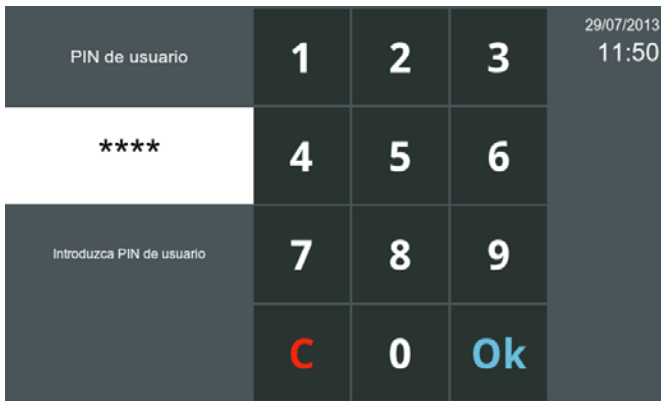 PIN de usuario
****
Introduzca PIN de usuario
1 2 3
4 5 6
7 8 9
C 0 Ok
29/07/2013
11:50